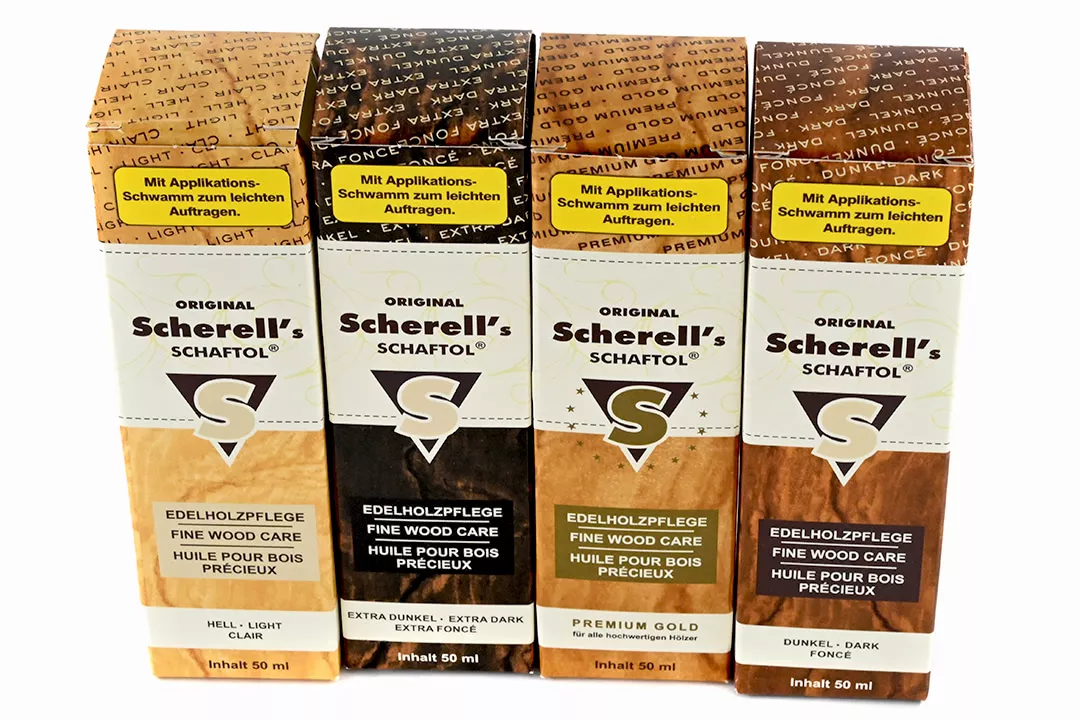 Mit Applikations-
Schwamm zum leichten
Auftragen.
ORIGINAL
Scherell's
SCHAFTOL®
S
EDELHOLZPFLEGE
FINE WOOD CARE
HUILE POUR BOIS
PRÉCIEUX
HELL · LIGHT
CLAIR
Inhalt 50 ml
Mit Applikations-
Schwamm zum leichten
Auftragen.
ORIGINAL
Scherell's
SCHAFTOL®
S
EDELHOLZPFLEGE
FINE WOOD CARE
HUILE POUR BOIS
PRÉCIEUX
EXTRA DUNKEL · EXTRA DARK
EXTRA FONCÉ
Inhalt 50 ml
Mit Applikations-
Schwamm zum leichten
Auftragen.
ORIGINAL
Scherell's
SCHAFTOL®
S
EDELHOLZPFLEGE
FINE WOOD CARE
HUILE POUR BOIS
PRÉCIEUX
PREMIUM GOLD
für alle hochwertigen Hölzer
Inhalt 50 ml
Mit Applikations-
Schwamm zum leichten
Auftragen.
ORIGINAL
Scherell's
SCHAFTOL®
S
EDELHOLZPFLEGE
FINE WOOD CARE
HUILE POUR BOIS
PRÉCIEUX
DUNKEL · DARK
FONCÉ
Inhalt 50 ml